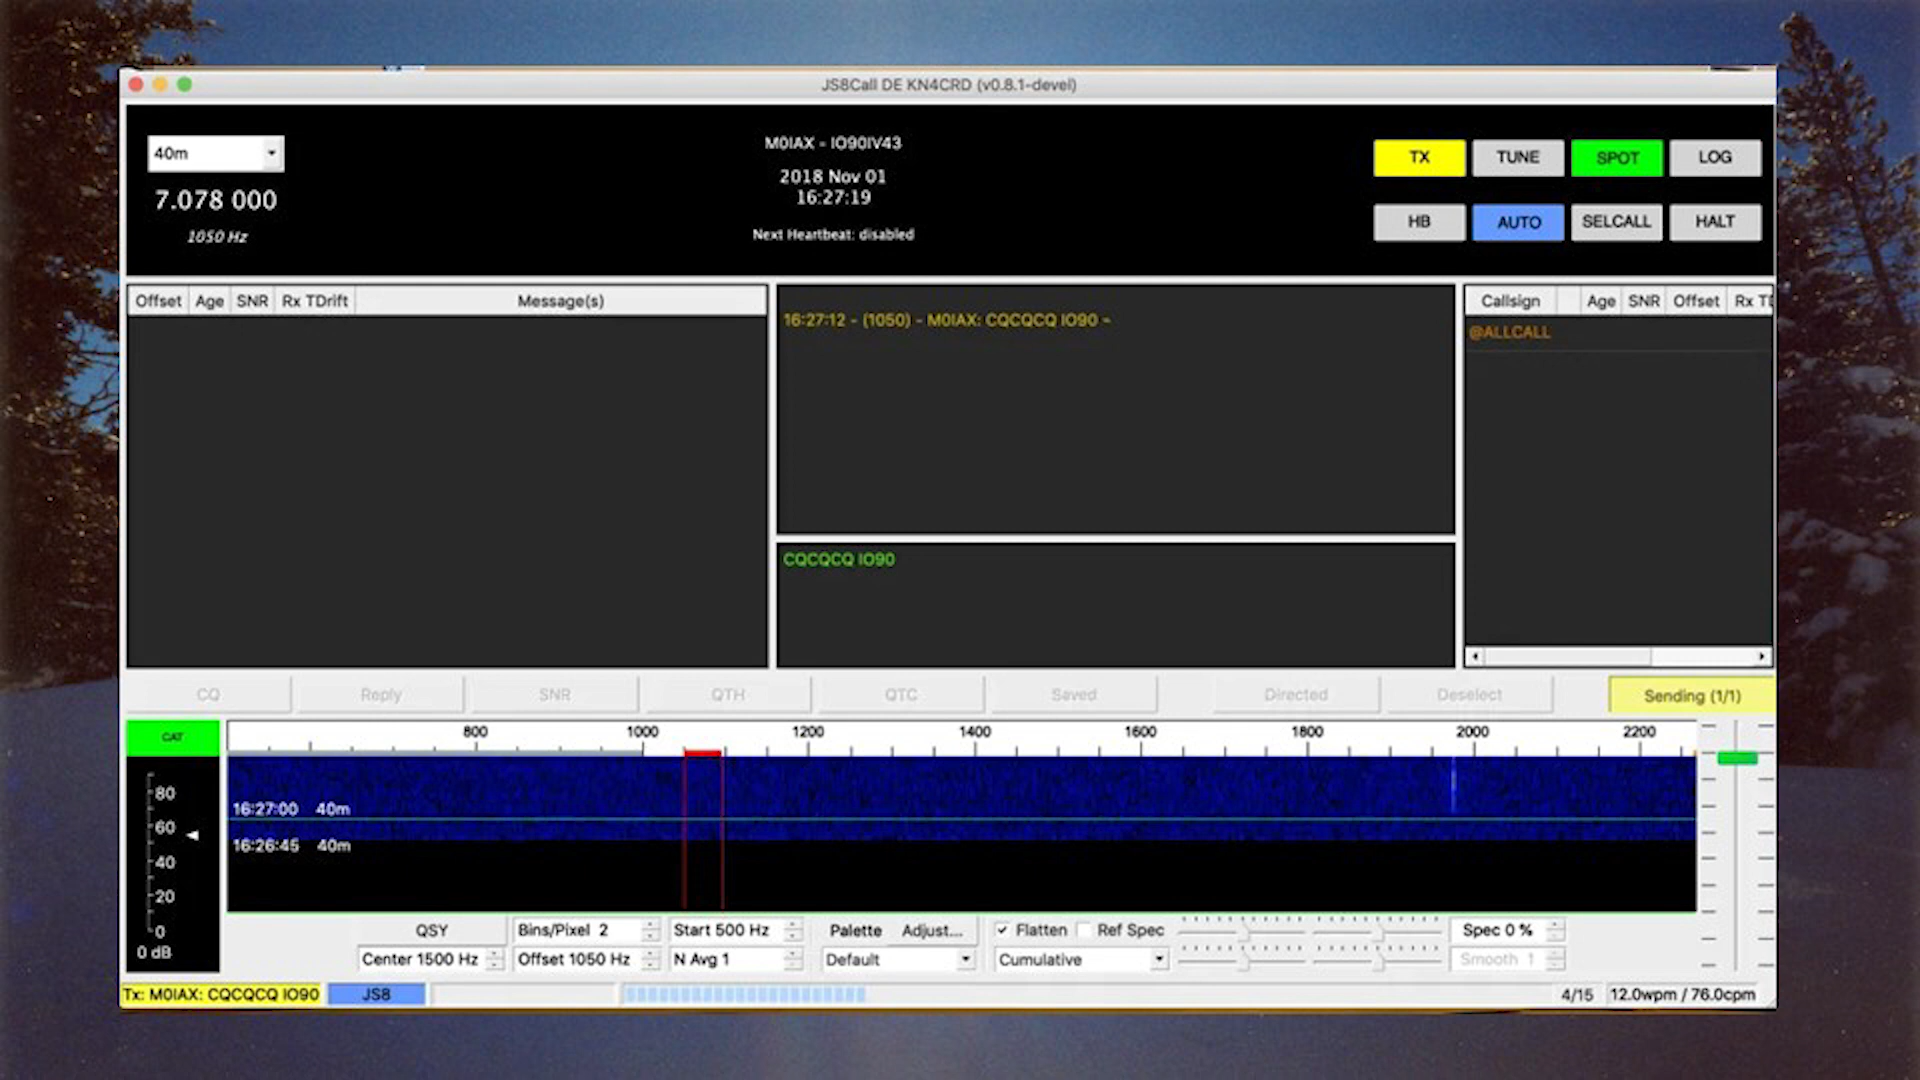 JS8Call DE KN4CRD (v0.8.1-devel)
40m
7.078 000
1050 Hz
M0IAX - IO90IV43
2018 Nov 01
16:27:19
Next Heartbeat: disabled
TX TUNE SPOT LOG
HB AUTO SELCALL HALT
Offset Age SNR Rx TDrift Message(s)
16:27:12 - (1050) - M0IAX: CQCQCQ IO90 ~
CQCQCQ IO90
Callsign Age SNR Offset Rx TD
@ALLCALL
CQ Reply SNR QTH QTC Saved Directed Deselect Sending (1/1)
CAT
800 1000 1200 1400 1600 1800 2000 2200
16:27:00 40m
16:26:45 40m
80
60
40
20
0
0 dB
QSY Bins/Pixel 2 Start 500 Hz Palette Adjust... Flatten Ref Spec Spec 0 %
Center 1500 Hz Offset 1050 Hz N Avg 1 Default Cumulative Smooth 1
Tx: M0IAX: CQCQCQ IO90 JS8 4/15 12.0wpm / 76.0cpm